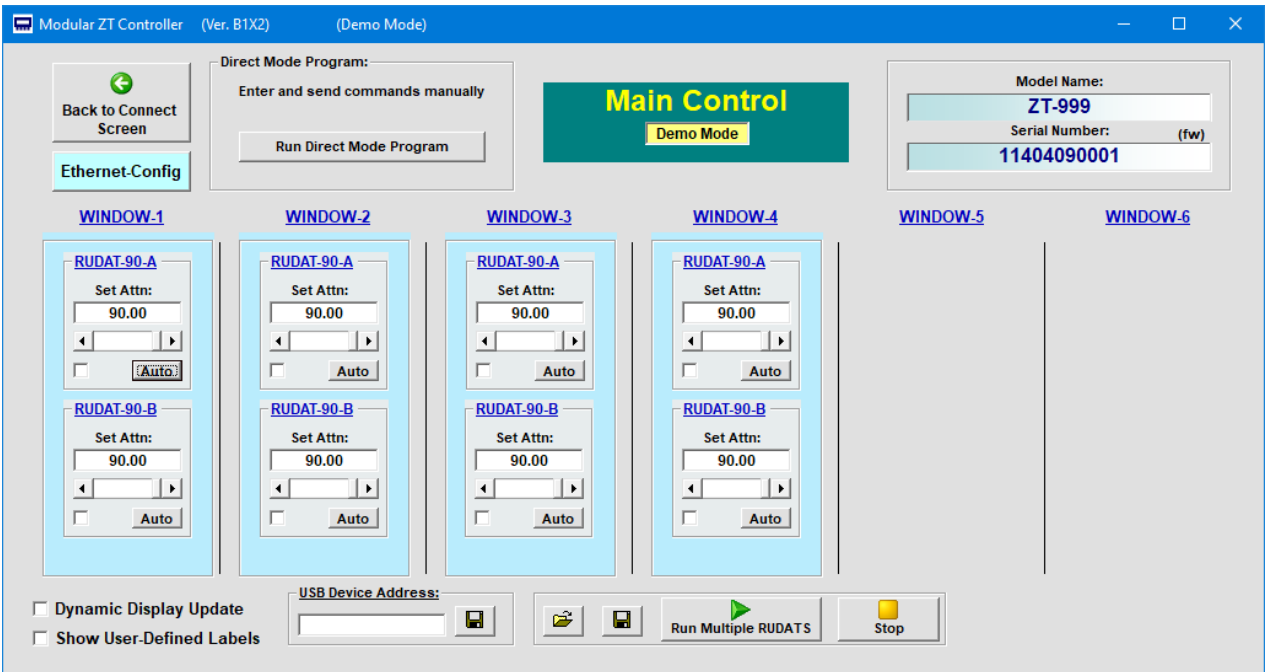 Modular ZT Controller (Ver. B1X2) (Demo Mode)
Back to Connect
Screen
Ethernet-Config
Direct Mode Program:
Enter and send commands manually
Run Direct Mode Program
Main Control
Demo Mode
Model Name:
ZT-999
Serial Number: (fw)
11404090001
WINDOW-1 WINDOW-2 WINDOW-3 WINDOW-4 WINDOW-5 WINDOW-6
RUDAT-90-A RUDAT-90-A RUDAT-90-A RUDAT-90-A
Set Attn: Set Attn: Set Attn: Set Attn:
90.00 90.00 90.00 90.00
Auto Auto Auto Auto
RUDAT-90-B RUDAT-90-B RUDAT-90-B RUDAT-90-B
Set Attn: Set Attn: Set Attn: Set Attn:
90.00 90.00 90.00 90.00
Auto Auto Auto Auto
Dynamic Display Update
Show User-Defined Labels
USB Device Address:
Run Multiple RUDATS
Stop